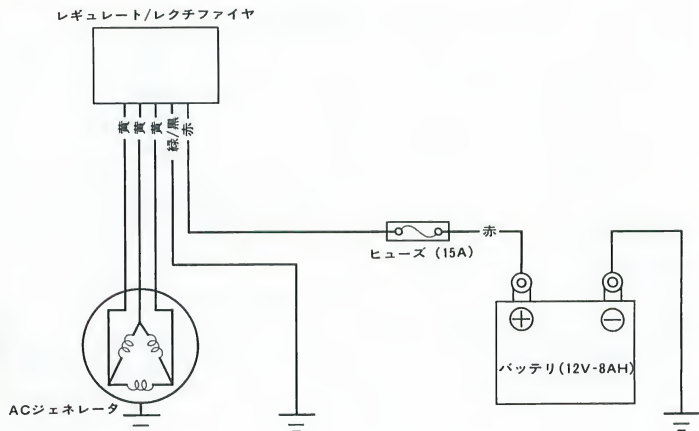 レギュレート/レクチファイヤ
黄
黄
黄
緑/黒
赤
赤
ヒューズ (15A)
バッテリ(12V-8AH)
ACジェネレータ